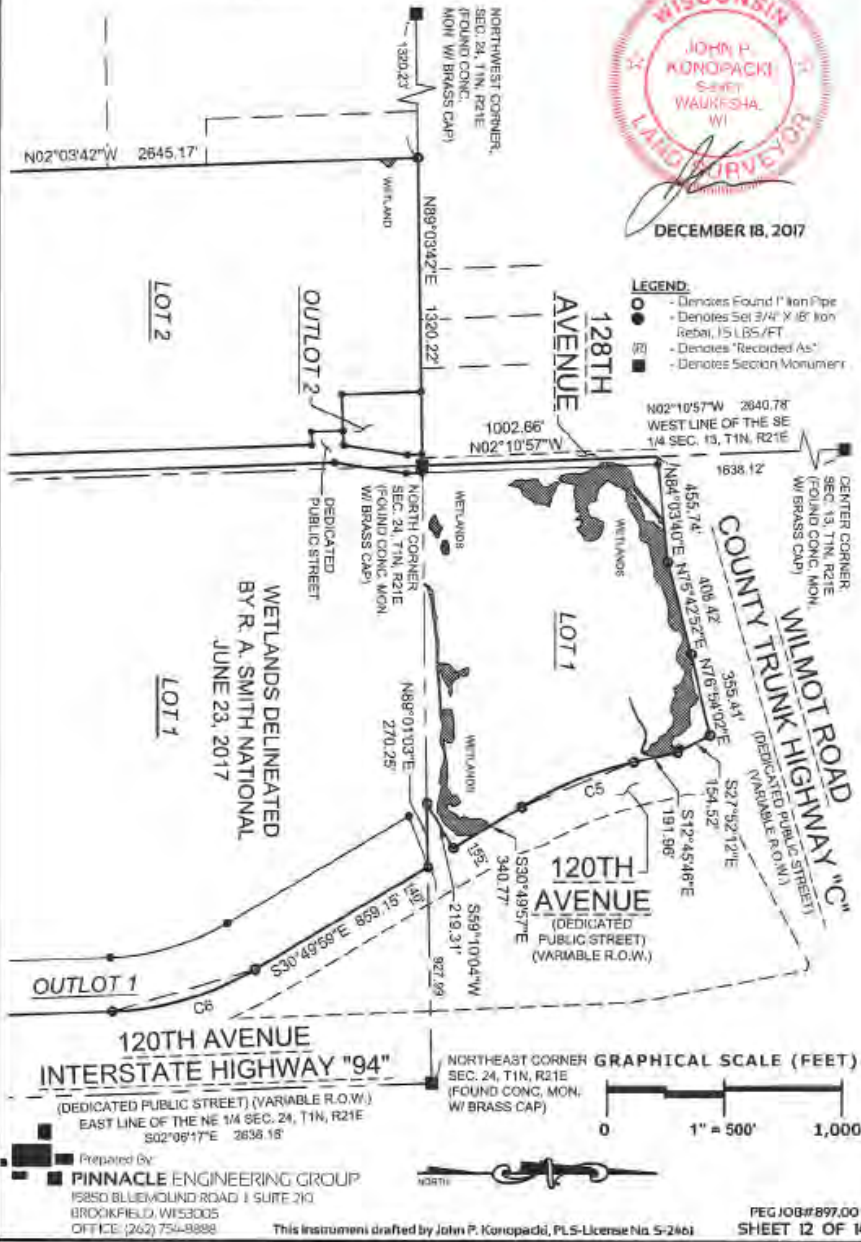 WISCONSIN
JOHN P.
KONOPACKI
S-2461
WAUKESHA,
WI
LAND SURVEYOR
DECEMBER 18, 2017
NORTHWEST CORNER,
SEC. 24, T1N, R21E
(FOUND CONC.
MON. W/ BRASS CAP)
1320.23'
N02°03'42"W 2645.17'
WETLAND
N89°03'42"E 1320.22'
LOT 2
OUTLOT 2
128TH
AVENUE
LEGEND:
- Denotes Found 1" Iron Pipe
- Denotes Set 3/4" X 18" Iron
Rebar, 1.5 LBS/FT.
(R) - Denotes "Recorded As"
- Denotes Section Monument
N02°10'57"W 2640.78'
WEST LINE OF THE SE
1/4 SEC. 13, T1N, R21E
1638.12'
CENTER CORNER,
SEC. 13, T1N, R21E
(FOUND CONC. MON.
W/ BRASS CAP)
1002.66'
N02°10'57"W
N84°03'40"E
455.74'
N75°42'52"E
408.42'
N76°54'02"E
355.41'
WILMOT ROAD
COUNTY TRUNK HIGHWAY "C"
(DEDICATED PUBLIC STREET)
(VARIABLE R.O.W.)
S27°52'12"E
154.52'
S12°45'46"E
191.96'
DEDICATED
PUBLIC STREET
NORTH CORNER
SEC. 24, T1N, R21E
(FOUND CONC. MON.
W/ BRASS CAP)
WETLANDS
WETLANDS
LOT 1
C5
WETLANDS
WETLANDS DELINEATED
BY R. A. SMITH NATIONAL
JUNE 23, 2017
LOT 1
N89°01'03"E
270.25'
155'
S30°49'57"E
340.77'
120TH
AVENUE
(DEDICATED
PUBLIC STREET)
(VARIABLE R.O.W.)
S59°10'04"W
219.31'
140'
S30°49'59"E 859.15'
927.99'
OUTLOT 1
C6
120TH AVENUE
INTERSTATE HIGHWAY "94"
(DEDICATED PUBLIC STREET) (VARIABLE R.O.W.)
EAST LINE OF THE NE 1/4 SEC. 24, T1N, R21E
S02°06'17"E 2636.16'
NORTHEAST CORNER
SEC. 24, T1N, R21E
(FOUND CONC. MON.
W/ BRASS CAP)
GRAPHICAL SCALE (FEET)
0 1" = 500' 1,000
NORTH
Prepared By:
PINNACLE ENGINEERING GROUP
15850 BLUEMOUND ROAD | SUITE 210
BROOKFIELD, WI 53005
OFFICE: (262) 754-8888
This instrument drafted by John P. Konopacki, PLS-License No. S-2461
PEG JOB#897.00
SHEET 12 OF 1